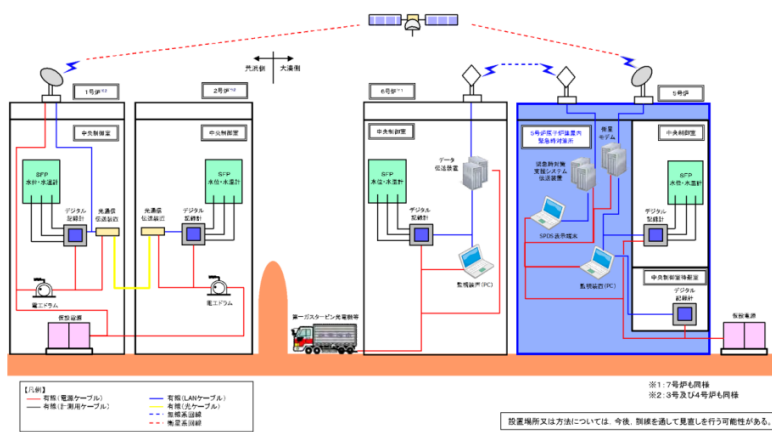 荒浜側
大湊側
1号炉※2
2号炉※2
6号炉※1
5号炉
中央制御室
SFP
水位・水温計
デジタル
記録計
光通信
伝送装置
電工ドラム
仮設電源
中央制御室
SFP
水位・水温計
デジタル
記録計
光通信
伝送装置
電工ドラム
第一ガスタービン発電機等
中央制御室
SFP
水位・水温計
デジタル
記録計
データ
伝送装置
監視装置(PC)
5号炉原子炉建屋内
緊急時対策所
衛星
モデム
緊急時対策
支援システム
伝送装置
SPDS表示端末
監視装置(PC)
中央制御室
SFP
水位・水温計
デジタル
記録計
中央制御室待避室
デジタル
記録計
仮設電源
【凡例】
有線(電源ケーブル)
有線(計測用ケーブル)
有線(LANケーブル)
有線(光ケーブル)
無線系回線
衛星系回線
※1:7号炉も同様
※2:3号及び4号炉も同様
設置場所又は方法については、今後、訓練を通して見直しを行う可能性がある。